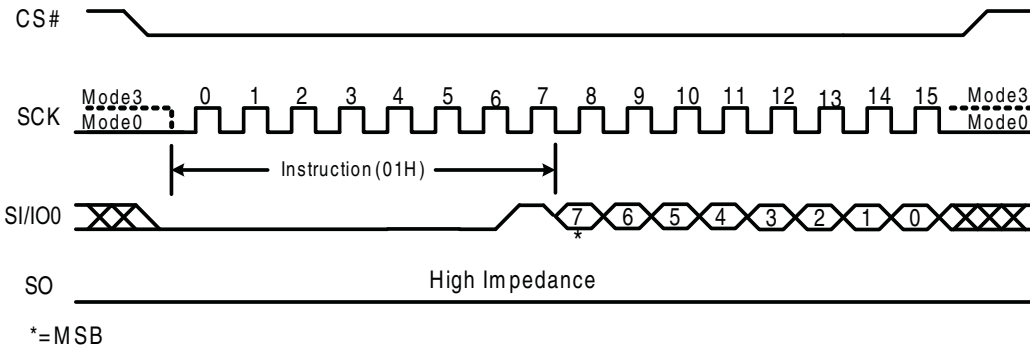 CS#
SCK
Mode3
Mode0
0 1 2 3 4 5 6 7 8 9 10 11 12 13 14 15
Mode3
Mode0
Instruction (01H)
SI/IO0
7 6 5 4 3 2 1 0
*
SO
High Impedance
*=MSB